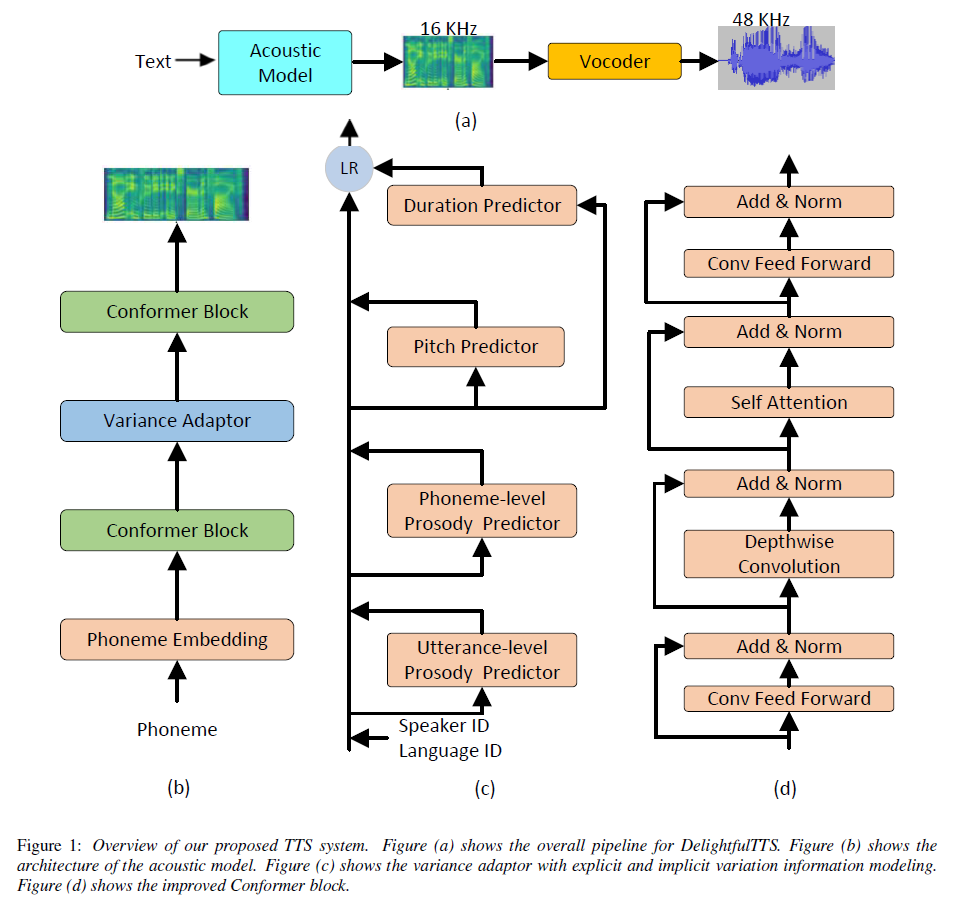 Text
Acoustic
Model
16 KHz
Vocoder
48 KHz
(a)
Conformer Block
Variance Adaptor
Conformer Block
Phoneme Embedding
Phoneme
(b)
LR
Duration Predictor
Pitch Predictor
Phoneme-level
Prosody Predictor
Utterance-level
Prosody Predictor
Speaker ID
Language ID
(c)
Add & Norm
Conv Feed Forward
Add & Norm
Self Attention
Add & Norm
Depthwise
Convolution
Add & Norm
Conv Feed Forward
(d)
Figure 1: Overview of our proposed TTS system. Figure (a) shows the overall pipeline for DelightfulTTS. Figure (b) shows the
architecture of the acoustic model. Figure (c) shows the variance adaptor with explicit and implicit variation information modeling.
Figure (d) shows the improved Conformer block.